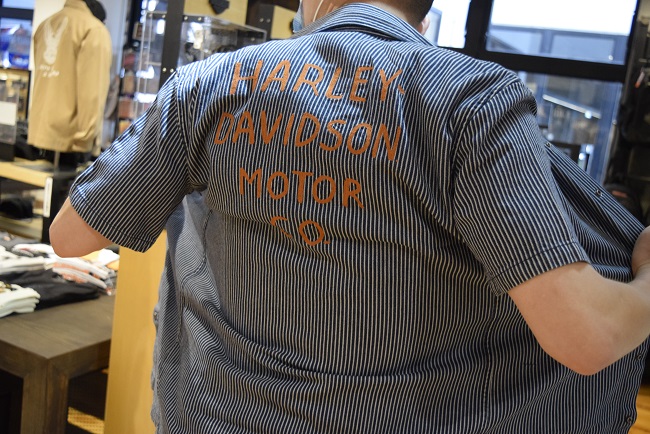 HARLEY-
DAVIDSON
MOTOR
CO.